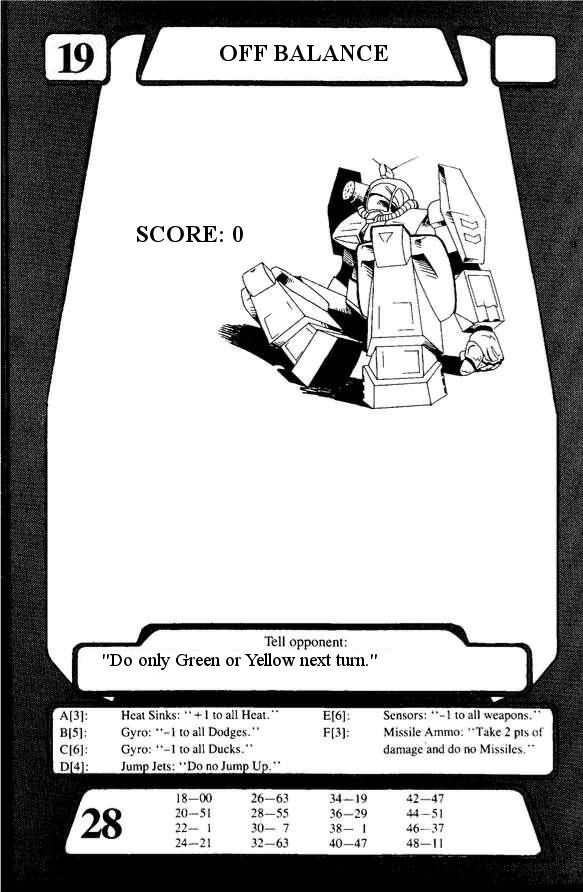 19
OFF BALANCE
SCORE: 0
Tell opponent:
"Do only Green or Yellow next turn."
A[3]: Heat Sinks: “+1 to all Heat.”
B[5]: Gyro: “-1 to all Dodges.”
C[6]: Gyro: “-1 to all Ducks.”
D[4]: Jump Jets: “Do no Jump Up.”
E[6]: Sensors: “-1 to all weapons.”
F[3]: Missile Ammo: “Take 2 pts of
damage and do no Missiles.”
28
18—00 26—63 34—19 42—47
20—51 28—55 36—29 44—51
22— 1 30— 7 38— 1 46—37
24—21 32—63 40—47 48—11